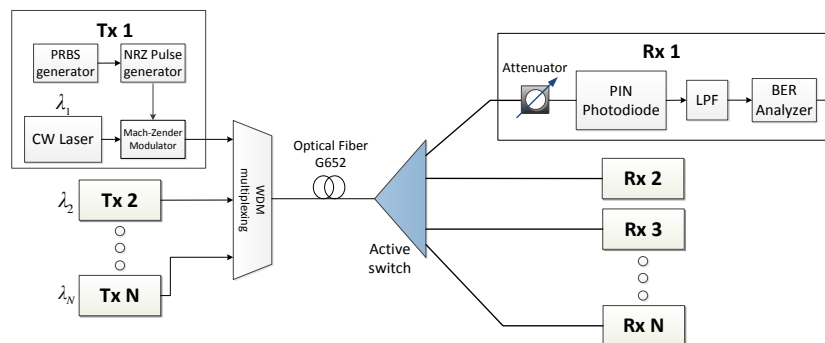 Tx 1
PRBS
generator
NRZ Pulse
generator
λ1
CW Laser
Mach-Zender
Modulator
λ2
Tx 2
λN
Tx N
WDM
multiplexing
Optical Fiber
G652
Active
switch
Rx 1
Attenuator
PIN
Photodiode
LPF
BER
Analyzer
Rx 2
Rx 3
Rx N